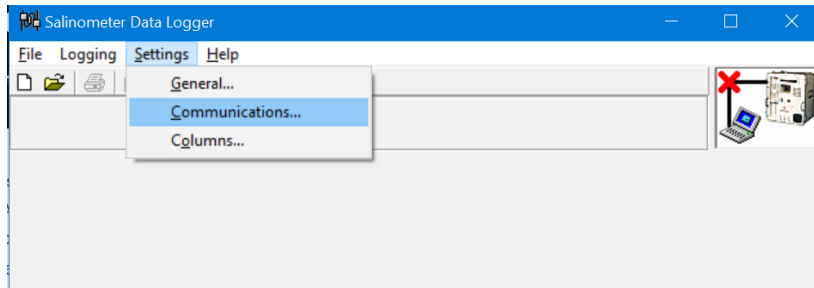 Salinometer Data Logger
File Logging Settings Help
General...
Communications...
Columns...